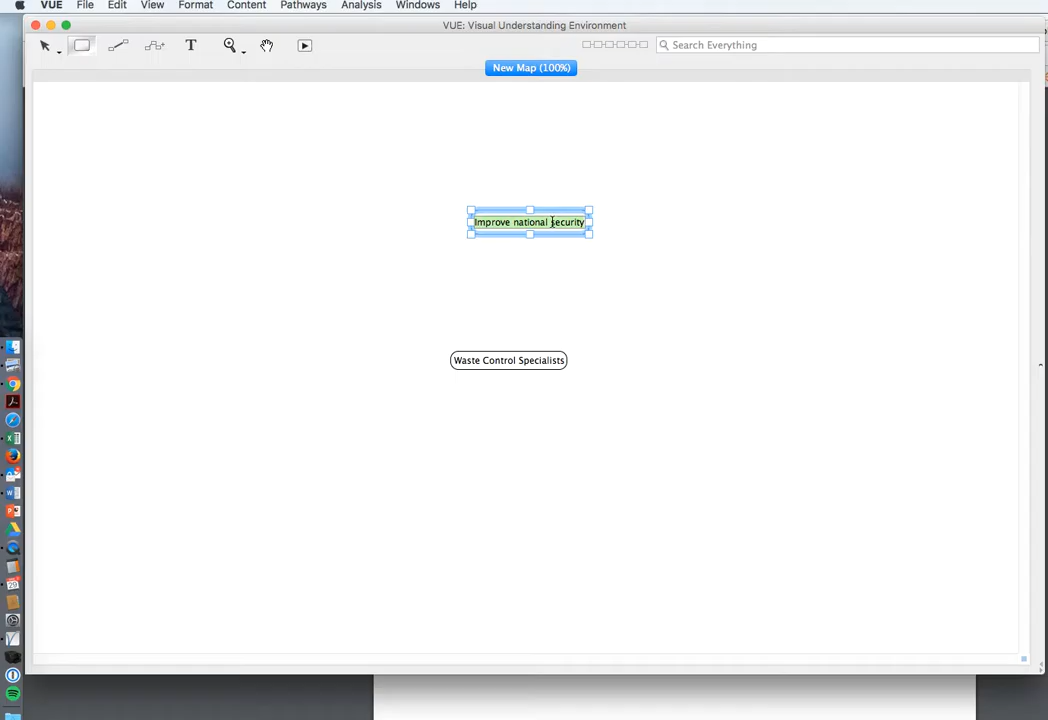 VUE File Edit View Format Content Pathways Analysis Windows Help
VUE: Visual Understanding Environment
T
Search Everything
New Map (100%)
Improve national security
Waste Control Specialists